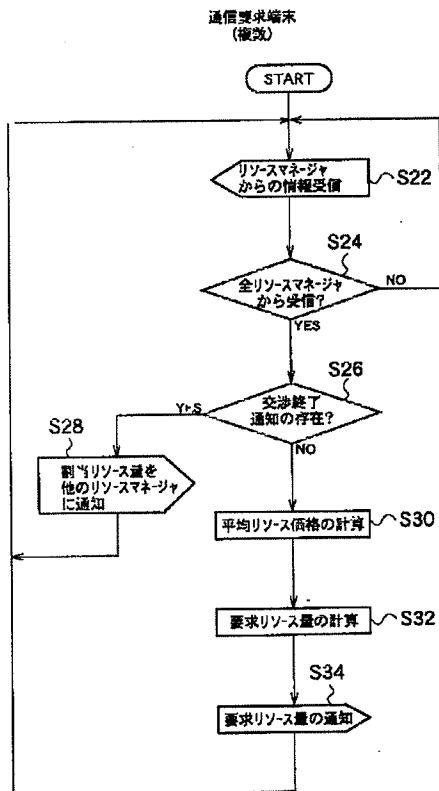 通信要求端末
(複数)
START
リソースマネージャ
からの情報受信
S22
S24
全リソースマネージャ
から受信?
NO
YES
S26
交渉終了
通知の存在?
YES
NO
S28
割当リソース量を
他のリソースマネージャ
に通知
平均リソース価格の計算
S30
要求リソース量の計算
S32
S34
要求リソース量の通知